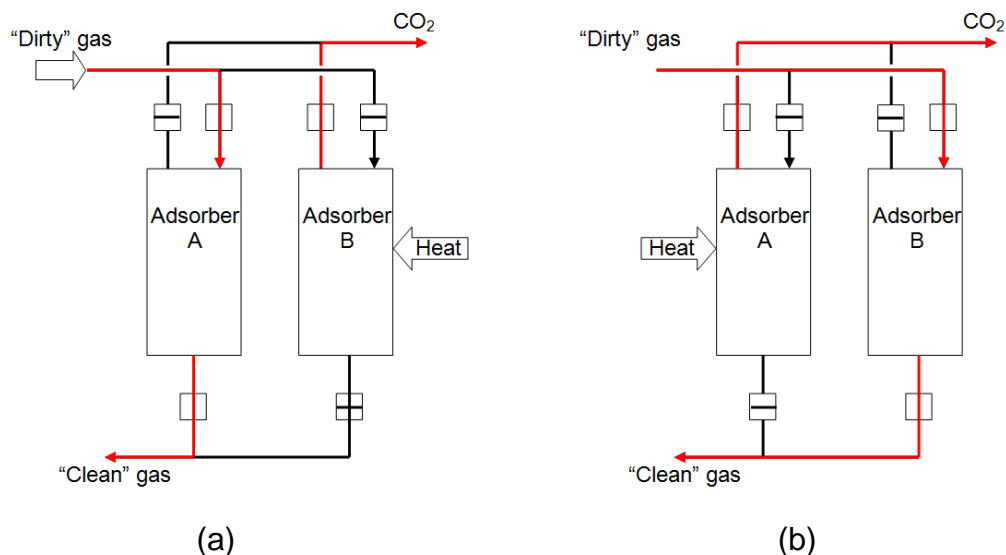 CO₂
“Dirty” gas
Adsorber
A
Adsorber
B
Heat
“Clean” gas
(a)
CO₂
“Dirty” gas
Adsorber
A
Adsorber
B
Heat
“Clean” gas
(b)